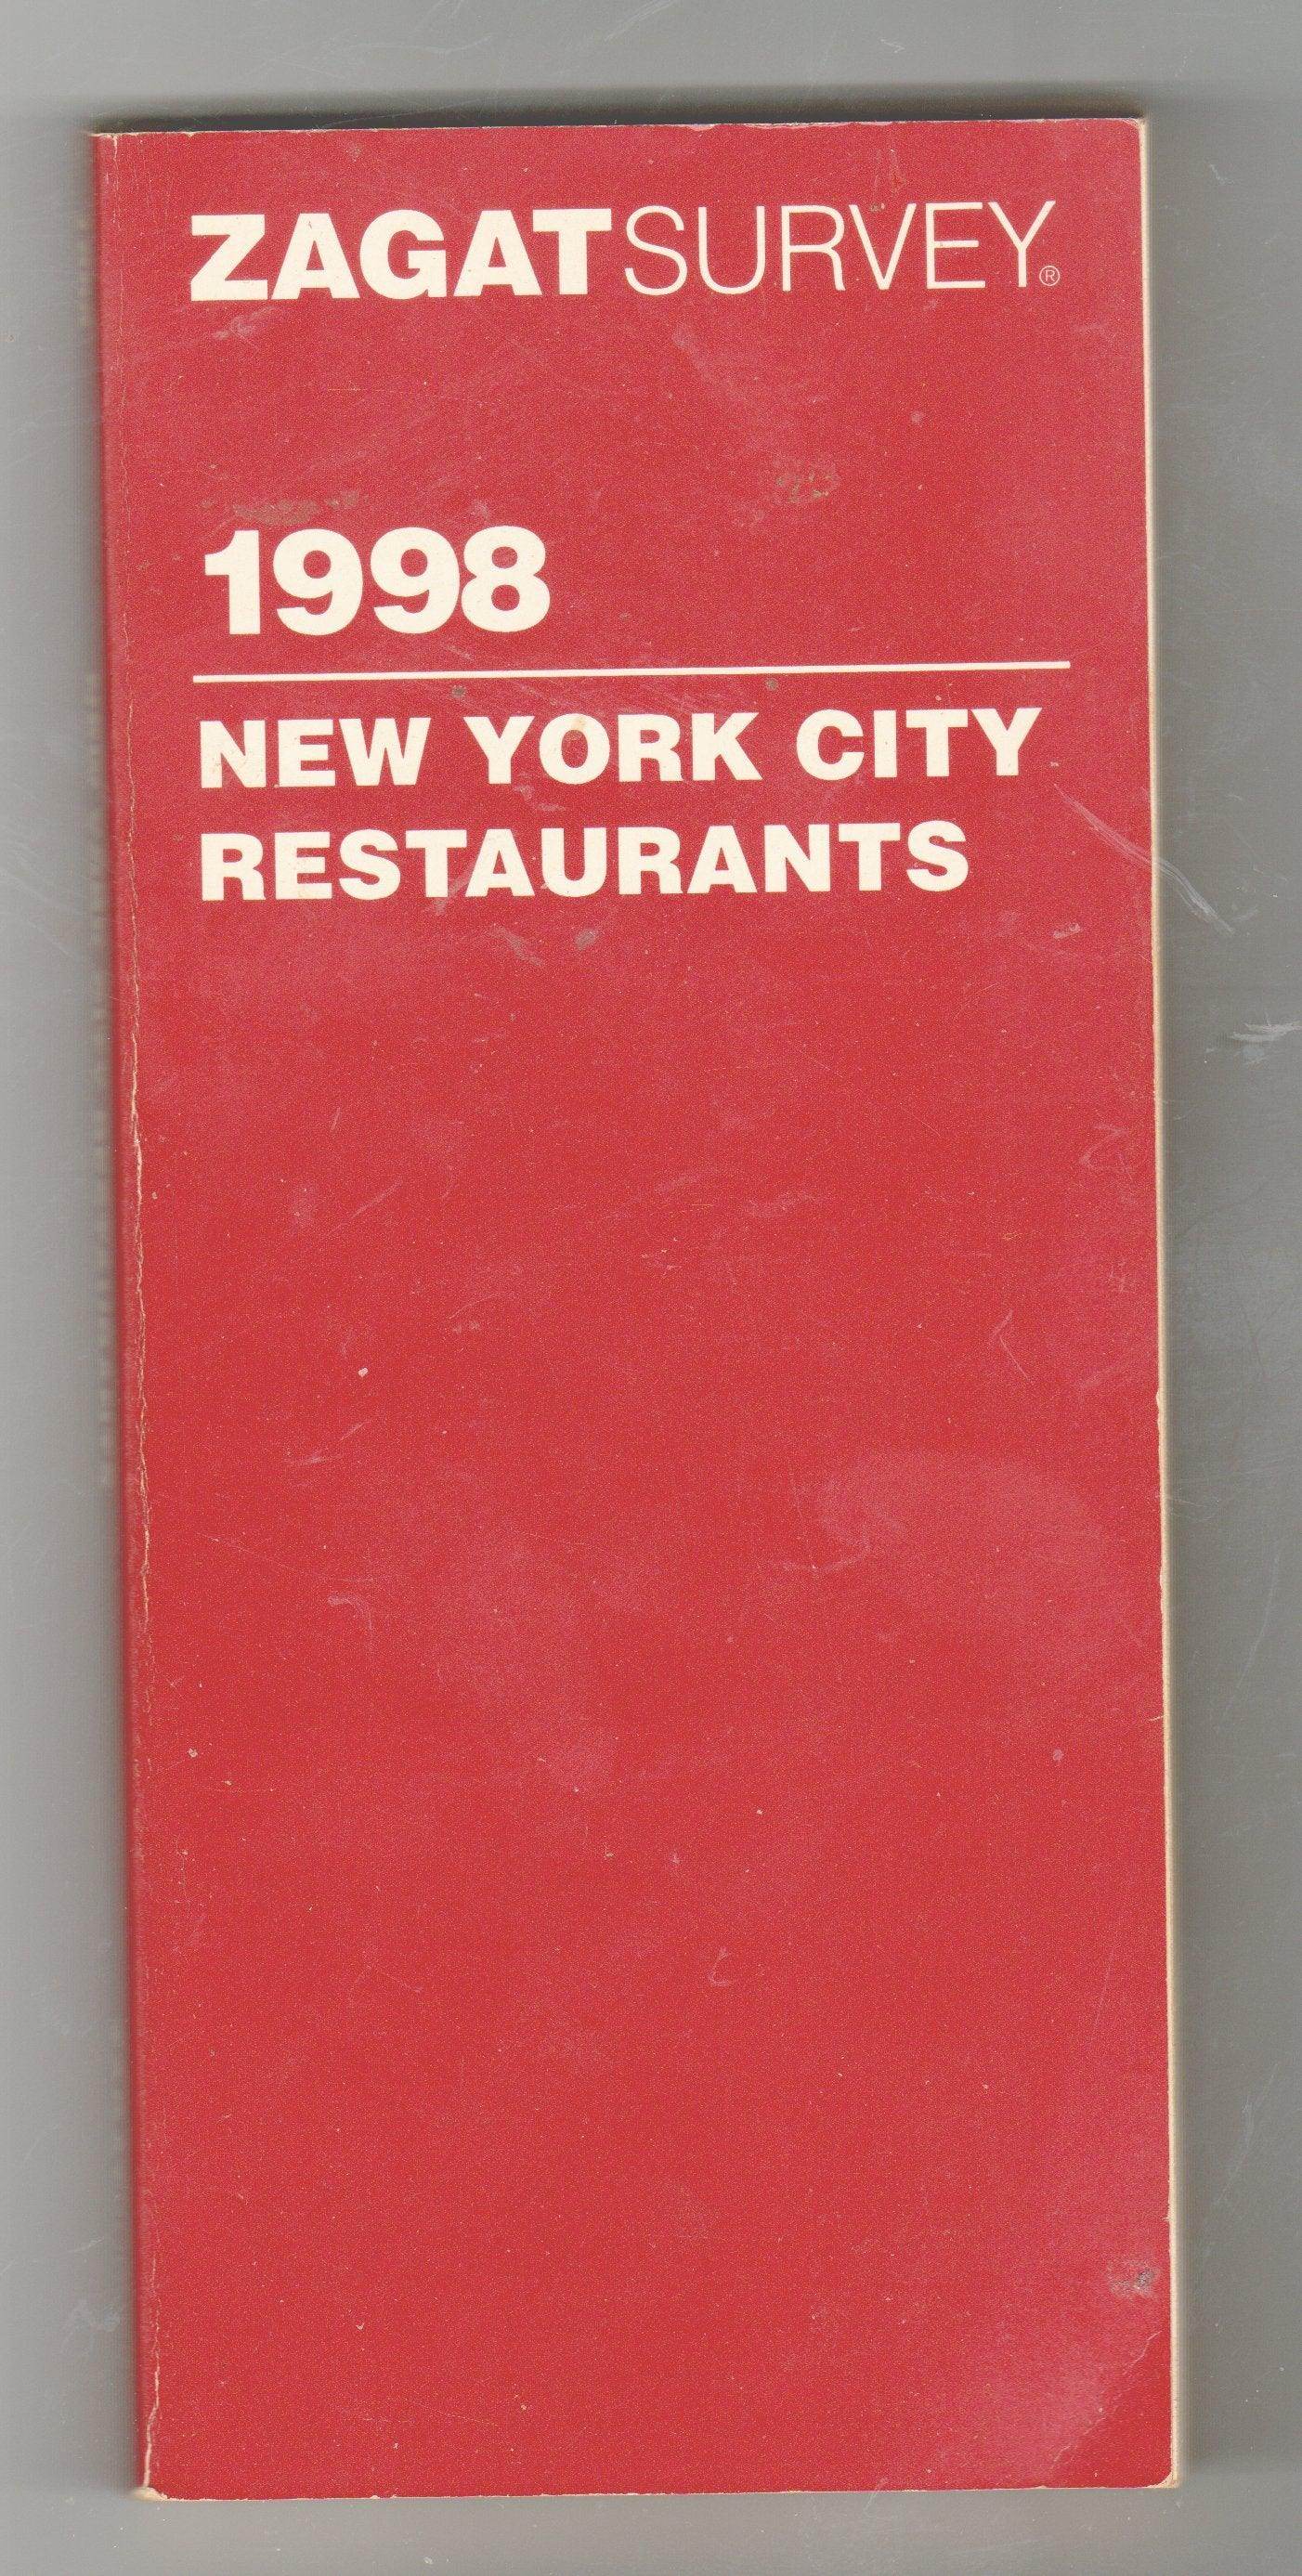 ZAGATSURVEY®
1998
NEW YORK CITY
RESTAURANTS